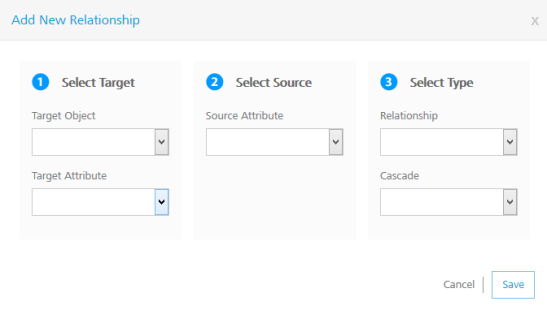 Add New Relationship
X
1 Select Target
Target Object
Target Attribute
2 Select Source
Source Attribute
3 Select Type
Relationship
Cascade
Cancel
Save